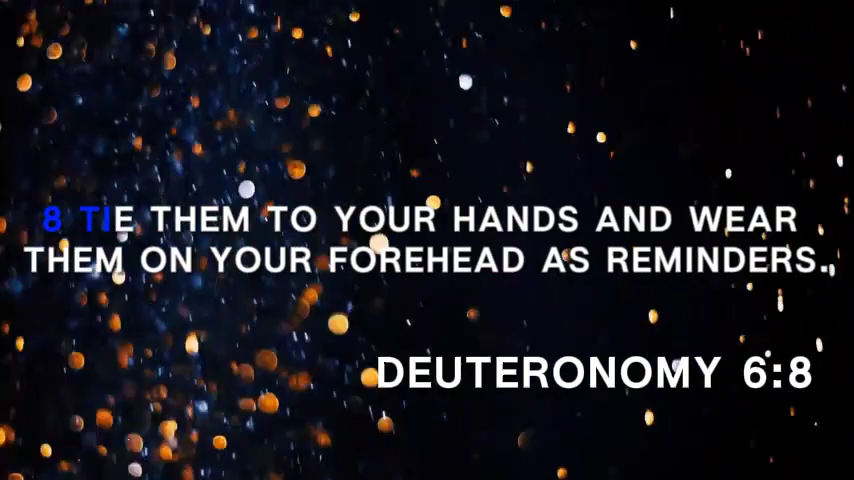 8 TIE THEM TO YOUR HANDS AND WEAR
THEM ON YOUR FOREHEAD AS REMINDERS.
DEUTERONOMY 6:8